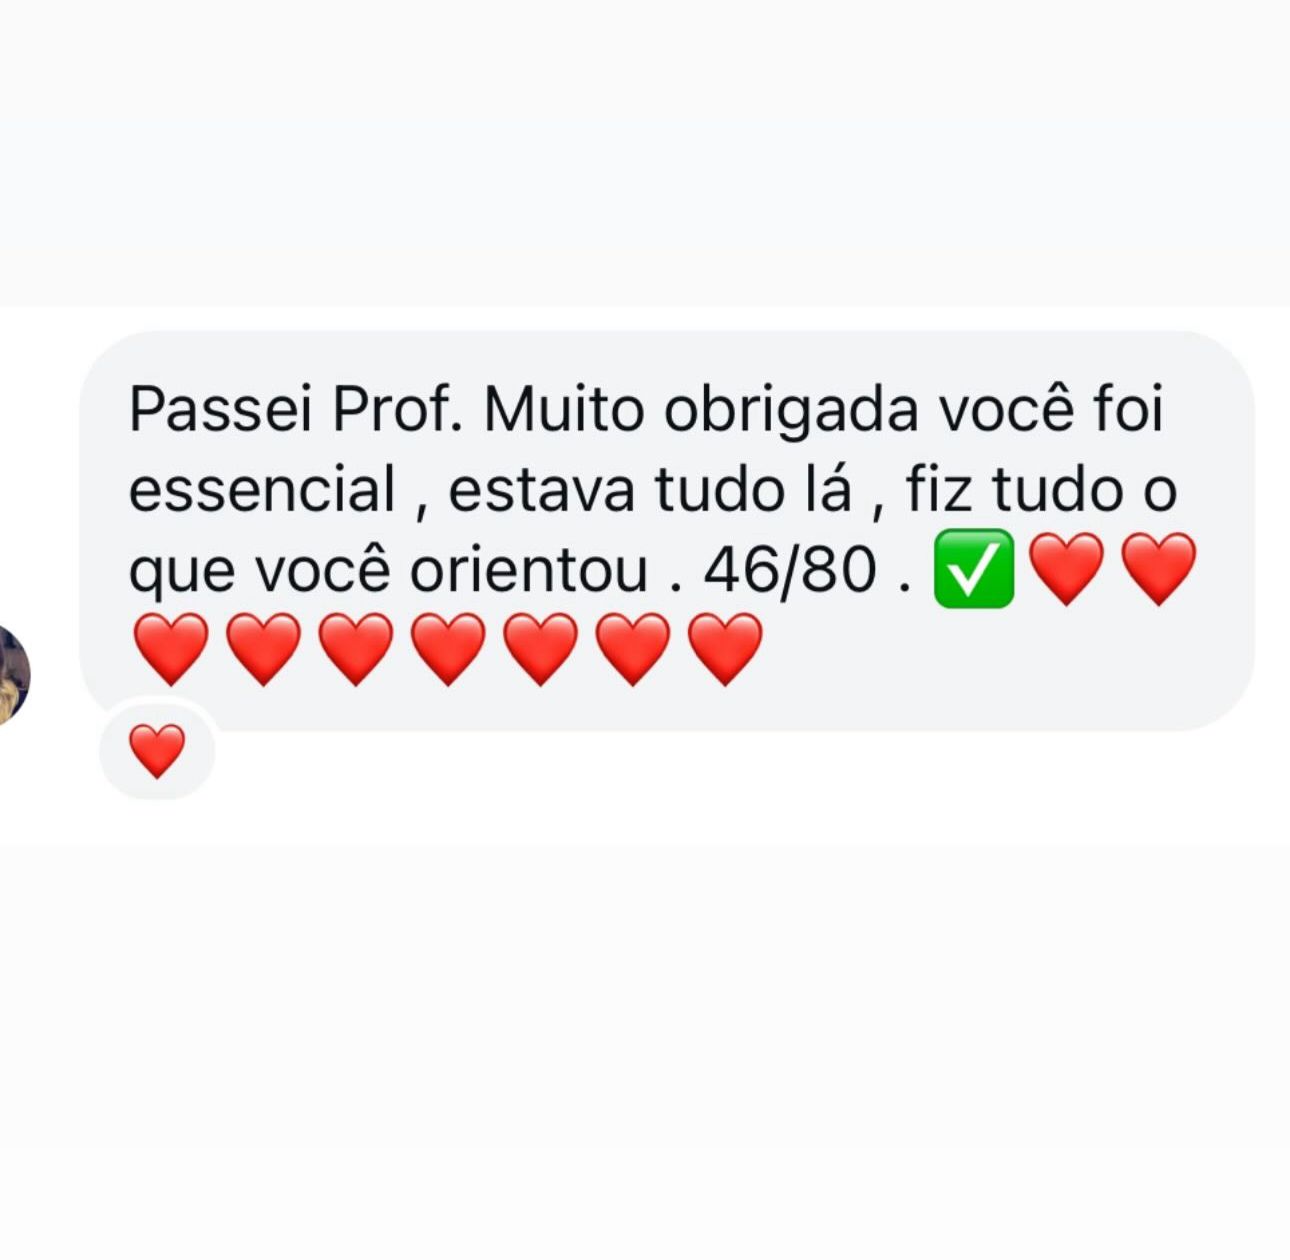 Passei Prof. Muito obrigada você foi
essencial , estava tudo lá , fiz tudo o
que você orientou . 46/80 . ✅❤️❤️
❤️❤️❤️❤️❤️❤️❤️
❤️